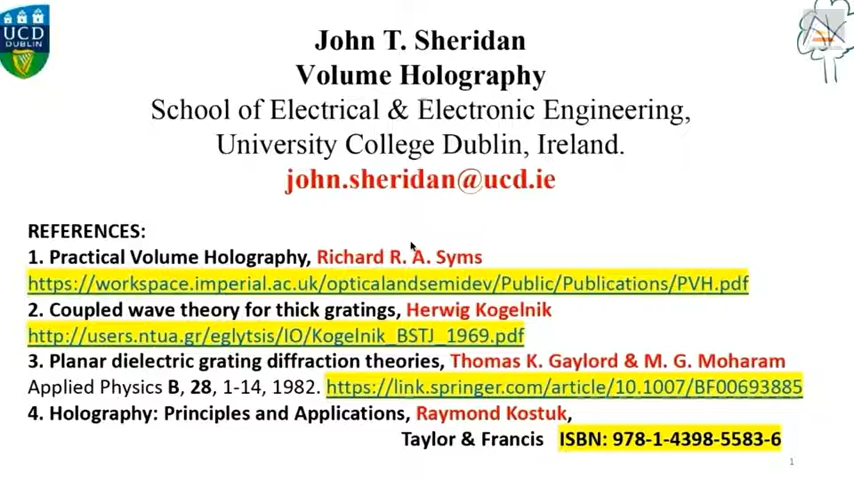 UCD
DUBLIN
John T. Sheridan
Volume Holography
School of Electrical & Electronic Engineering,
University College Dublin, Ireland.
john.sheridan@ucd.ie
REFERENCES:
1. Practical Volume Holography, Richard R. A. Syms
https://workspace.imperial.ac.uk/opticalandsemidev/Public/Publications/PVH.pdf
2. Coupled wave theory for thick gratings, Herwig Kogelnik
http://users.ntua.gr/eglytsis/IO/Kogelnik_BSTJ_1969.pdf
3. Planar dielectric grating diffraction theories, Thomas K. Gaylord & M. G. Moharam
Applied Physics B, 28, 1-14, 1982. https://link.springer.com/article/10.1007/BF00693885
4. Holography: Principles and Applications, Raymond Kostuk,
Taylor & Francis ISBN: 978-1-4398-5583-6
1